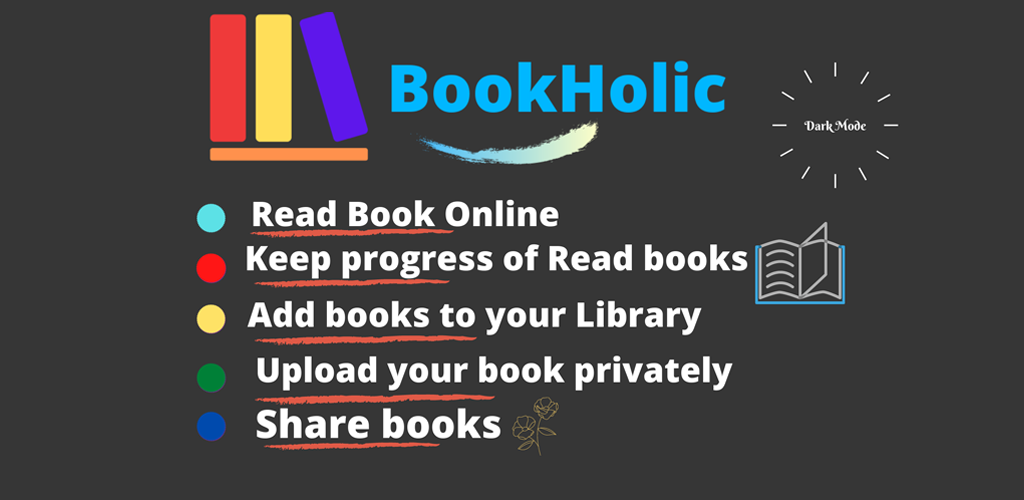 BookHolic
Dark Mode
Read Book Online
Keep progress of Read books
Add books to your Library
Upload your book privately
Share books